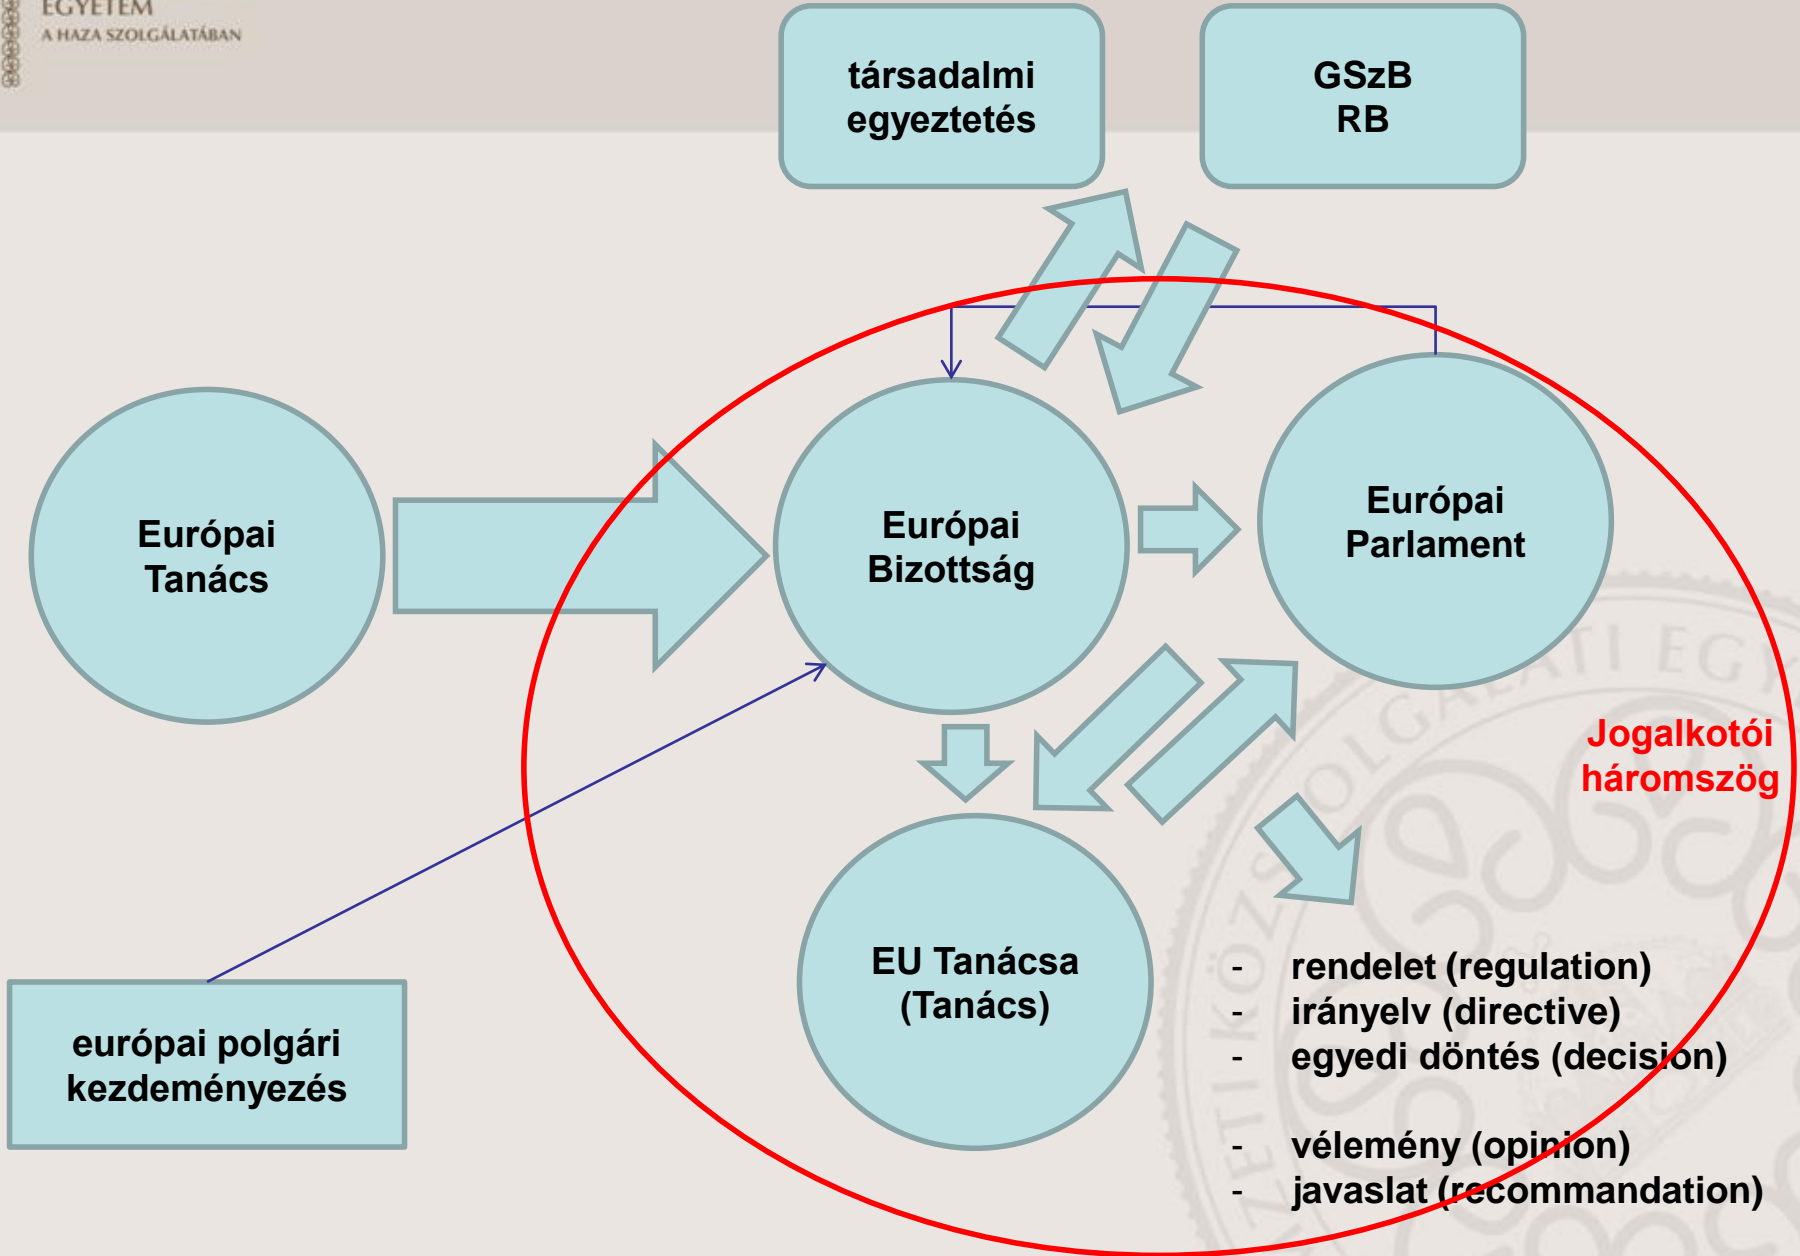 EGYETEM
A HAZA SZOLGÁLATÁBAN
társadalmi
egyeztetés
GSzB
RB
Európai
Tanács
Európai
Bizottság
Európai
Parlament
Jogalkotói
háromszög
EU Tanácsa
(Tanács)
európai polgári
kezdeményezés
- rendelet (regulation)
- irányelv (directive)
- egyedi döntés (decision)
- vélemény (opinion)
- javaslat (recommandation)